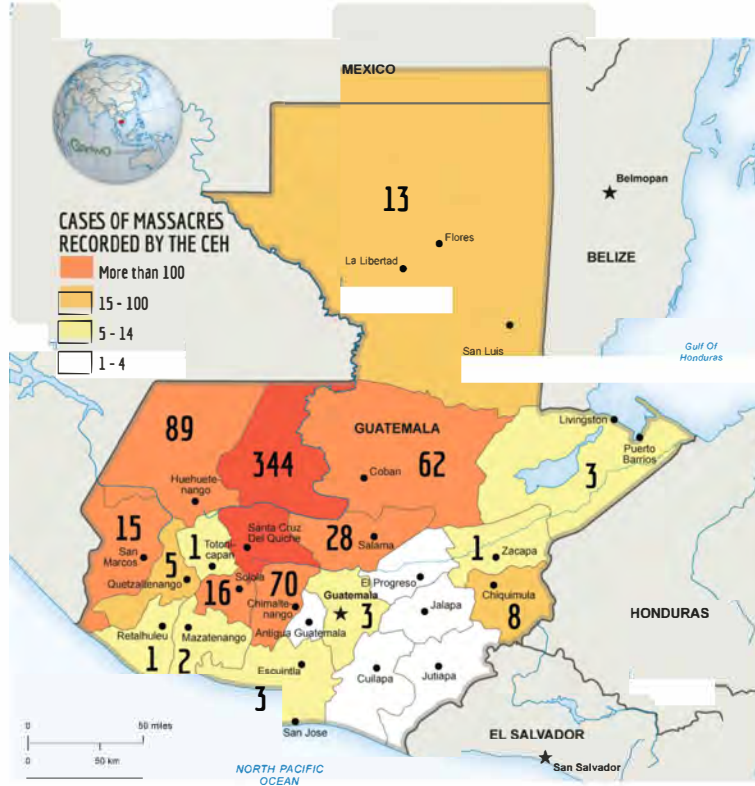 MEXICO
13
Belmopan
Flores
La Libertad
CASES OF MASSACRES
RECORDED BY THE CEH
More than 100
15 - 100
5 - 14
1 - 4
BELIZE
San Luis
Gulf Of
Honduras
89
344
GUATEMALA
62
Coban
Livingston
Puerto
Barrios
3
Huehuete-
nango
15
San
Marcos
1
Totoni-
capan
Santa Cruz
Del Quiche
28
Salama
1
Zacapa
5
Quetzaltenango
16
Solola
70
Chimalte-
nango
Guatemala
3
El Progreso
Chiquimula
8
Jalapa
HONDURAS
Retalhuleu
Mazatenango
Antigua Guatemala
1
2
Escuintla
Cuilapa
Jutiapa
3
San Jose
0
50 miles
0
50 km
EL SALVADOR
San Salvador
NORTH PACIFIC
OCEAN